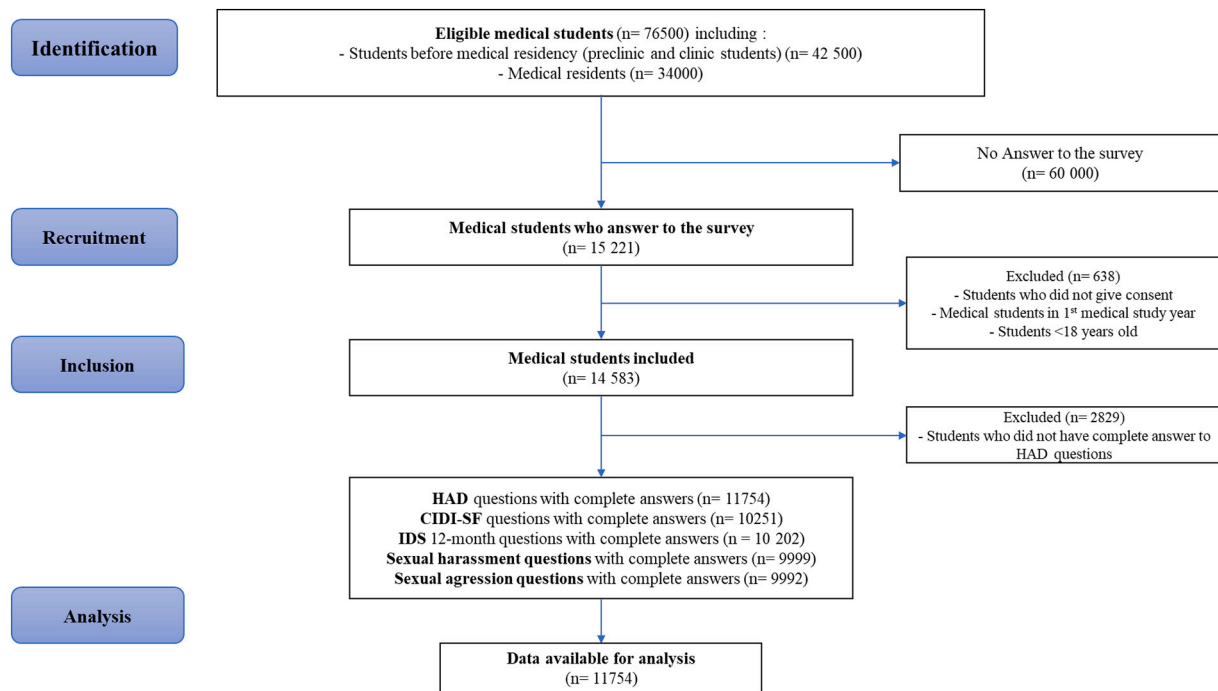 Identification
Eligible medical students (n= 76500) including :
- Students before medical residency (preclinic and clinic students) (n= 42 500)
- Medical residents (n= 34000)
No Answer to the survey
(n= 60 000)
Recruitment
Medical students who answer to the survey
(n= 15 221)
Excluded (n= 638)
- Students who did not give consent
- Medical students in 1st medical study year
- Students <18 years old
Inclusion
Medical students included
(n= 14 583)
Excluded (n= 2829)
- Students who did not have complete answer to
HAD questions
HAD questions with complete answers (n= 11754)
CIDI-SF questions with complete answers (n= 10251)
IDS 12-month questions with complete answers (n = 10 202)
Sexual harassment questions with complete answers (n= 9999)
Sexual agression questions with complete answers (n= 9992)
Analysis
Data available for analysis
(n= 11754)